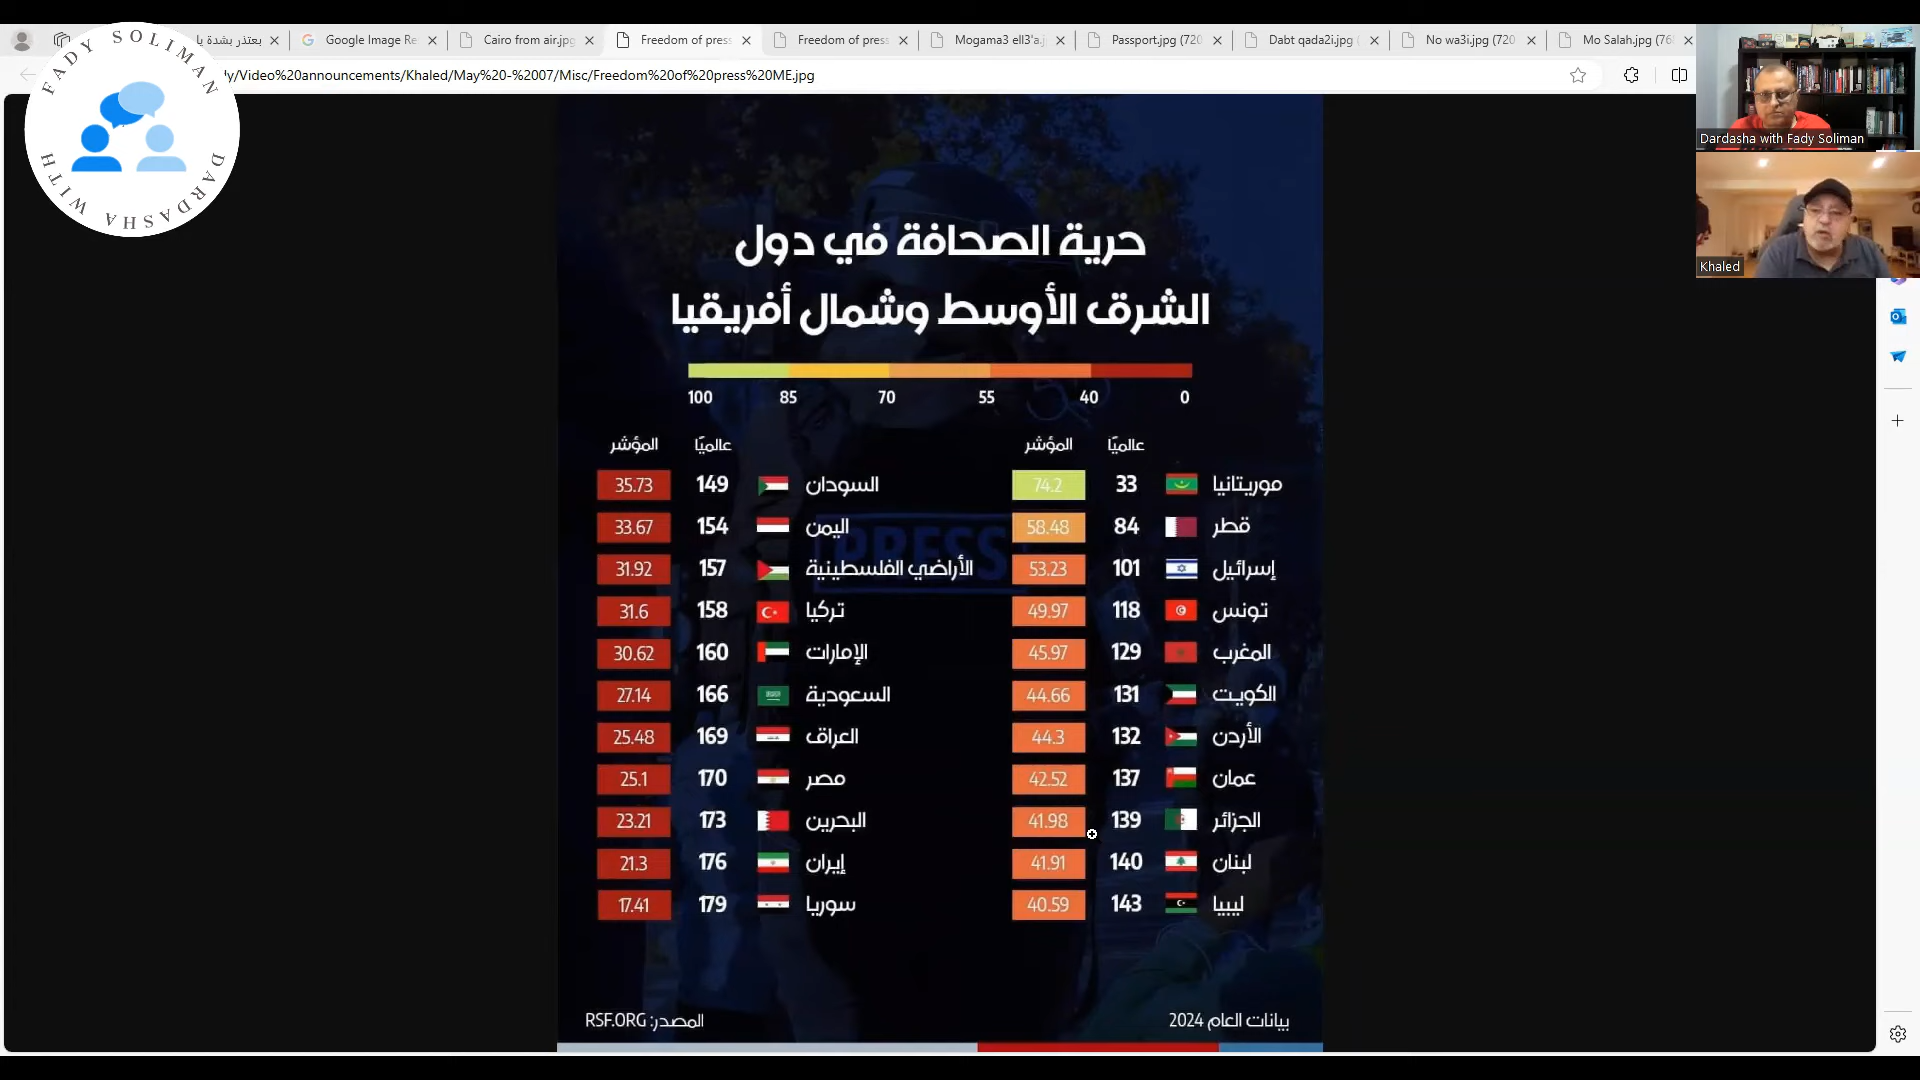 بعتذر بشدة يا
Google Image Re
Cairo from air.jpg
Freedom of press
Freedom of press
Mogama3 ell3'a.j
Passport.jpg (720
Dabt qada2i.jpg
No wa3i.jpg (720
Mo Salah.jpg (76
ly/Video%20announcements/Khaled/May%20-%2007/Misc/Freedom%20of%20press%20ME.jpg
DARDASHA WITH FADY SOLIMAN
Dardasha with Fady Soliman
Khaled
حرية الصحافة في دول
الشرق الأوسط وشمال أفريقيا
100 85 70 55 40 0
عالميًا المؤشر عالميًا المؤشر
موريتانيا 33 74.2 السودان 149 35.73
قطر 84 58.48 اليمن 154 33.67
إسرائيل 101 53.23 الأراضي الفلسطينية 157 31.92
تونس 118 49.97 تركيا 158 31.6
المغرب 129 45.97 الإمارات 160 30.62
الكويت 131 44.66 السعودية 166 27.14
الأردن 132 44.3 العراق 169 25.48
عمان 137 42.52 مصر 170 25.1
الجزائر 139 41.98 البحرين 173 23.21
لبنان 140 41.91 إيران 176 21.3
ليبيا 143 40.59 سوريا 179 17.41
PRESS
بيانات العام 2024
المصدر: RSF.ORG